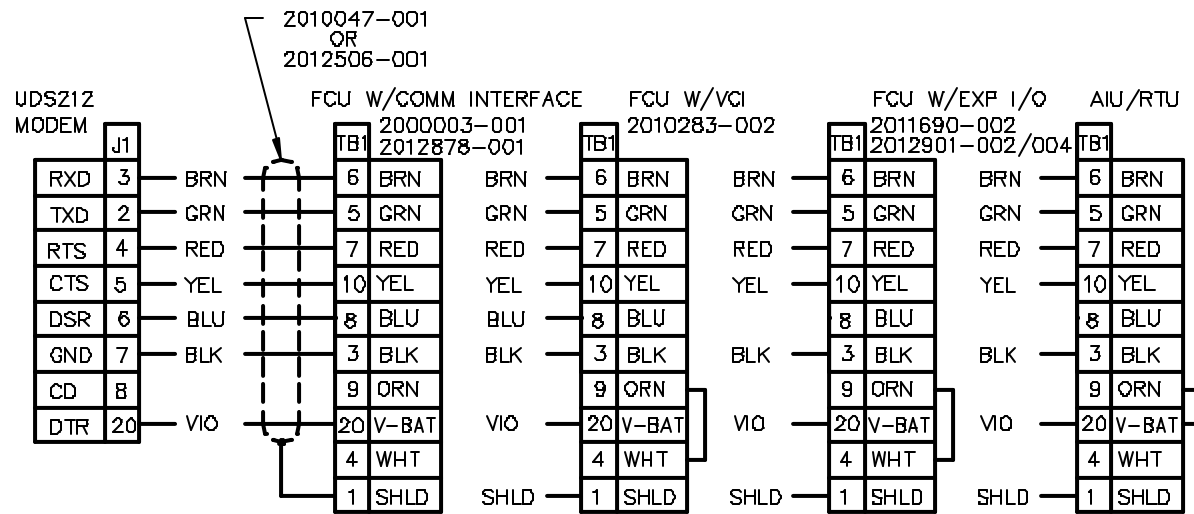 2010047-001
OR
2012506-001
UDS212
MODEM
FCU W/COMM INTERFACE
2000003-001
2012878-001
FCU W/VCI
2010283-002
FCU W/EXP I/O
2011690-002
2012901-002/004
AIU/RTU
J1 TB1 TB1 TB1 TB1
RXD 3 BRN 6 BRN BRN 6 BRN BRN 6 BRN BRN 6 BRN
TXD 2 GRN 5 GRN GRN 5 GRN GRN 5 GRN GRN 5 GRN
RTS 4 RED 7 RED RED 7 RED RED 7 RED RED 7 RED
CTS 5 YEL 10 YEL YEL 10 YEL YEL 10 YEL YEL 10 YEL
DSR 6 BLU 8 BLU BLU 8 BLU 8 BLU 8 BLU
GND 7 BLK 3 BLK BLK 3 BLK BLK 3 BLK BLK 3 BLK
CD 8 9 ORN 9 ORN 9 ORN 9 ORN
DTR 20 VIO 20 V-BAT VIO 20 V-BAT VIO 20 V-BAT VIO 20 V-BAT
4 WHT 4 WHT 4 WHT 4 WHT
1 SHLD SHLD 1 SHLD SHLD 1 SHLD SHLD 1 SHLD